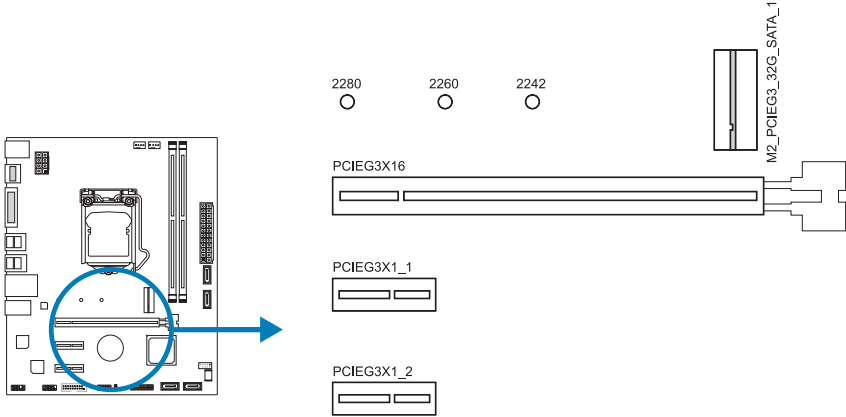 2280 2260 2242
M2_PCIEG3_32G_SATA_1
PCIEG3X16
PCIEG3X1_1
PCIEG3X1_2